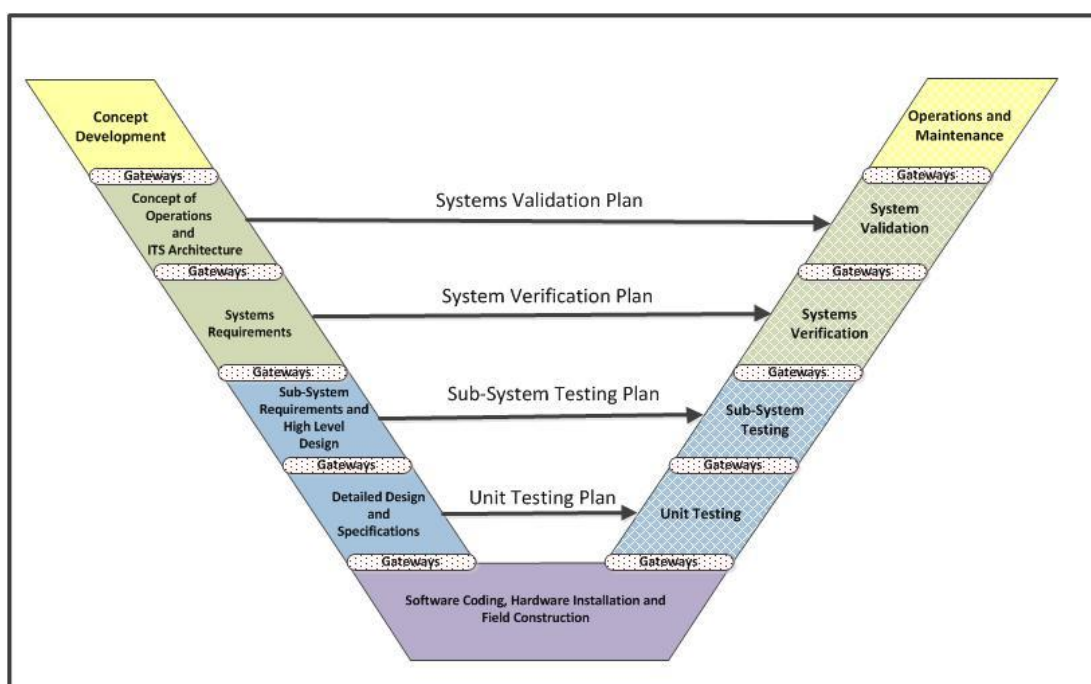 Concept
Development
Gateways
Concept of
Operations
and
ITS Architecture
Gateways
Systems
Requirements
Gateways
Sub-System
Requirements and
High Level
Design
Gateways
Detailed Design
and
Specifications
Gateways
Software Coding, Hardware Installation and
Field Construction
Systems Validation Plan
System Verification Plan
Sub-System Testing Plan
Unit Testing Plan
Operations and
Maintenance
Gateways
System
Validation
Gateways
Systems
Verification
Gateways
Sub-System
Testing
Gateways
Unit Testing
Gateways